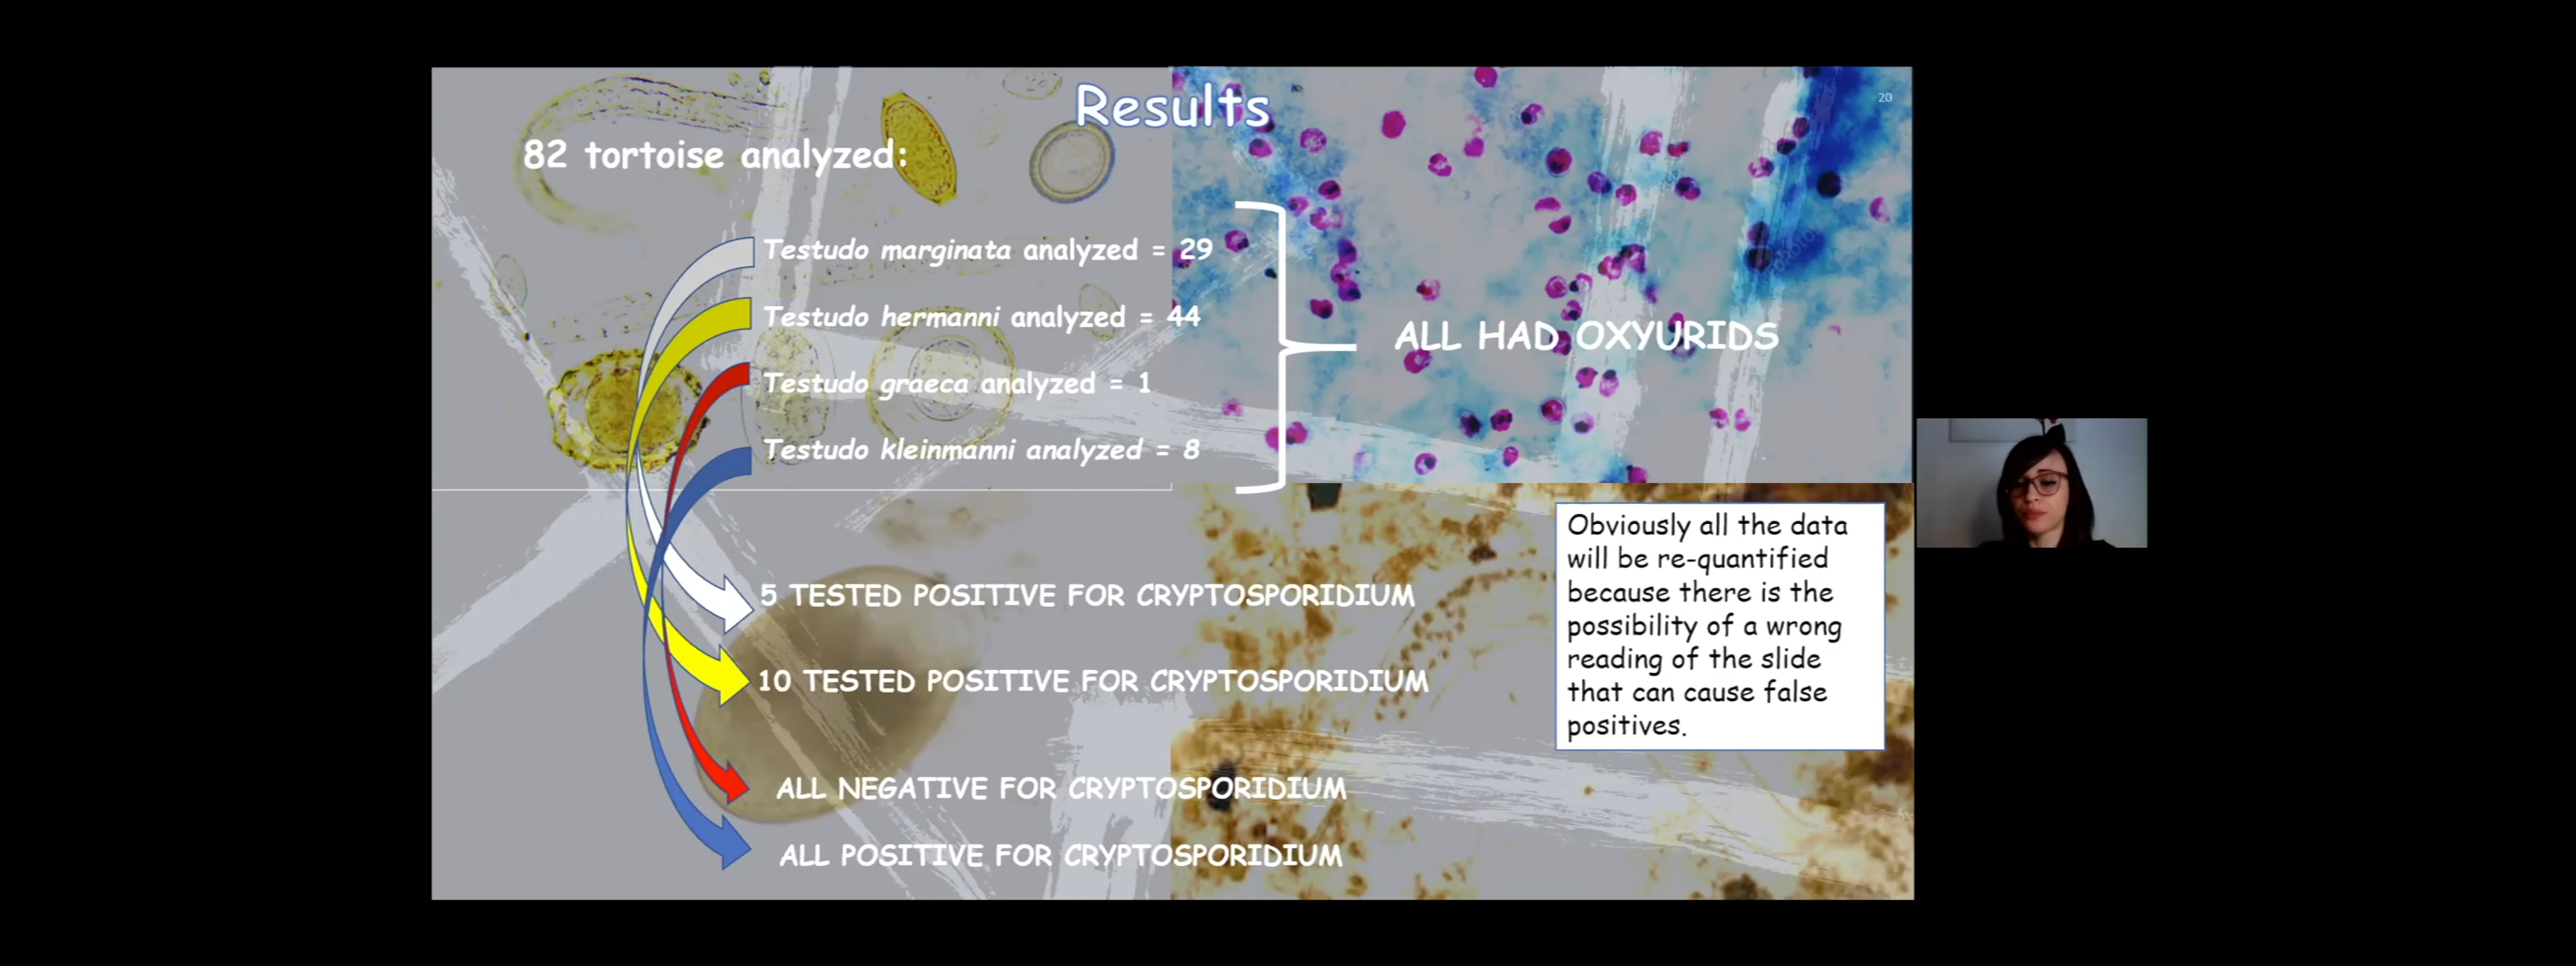 Results
20
82 tortoise analyzed:
Testudo marginata analyzed = 29
Testudo hermanni analyzed = 44
Testudo graeca analyzed = 1
Testudo kleinmanni analyzed = 8
ALL HAD OXYURIDS
5 TESTED POSITIVE FOR CRYPTOSPORIDIUM
10 TESTED POSITIVE FOR CRYPTOSPORIDIUM
ALL NEGATIVE FOR CRYPTOSPORIDIUM
ALL POSITIVE FOR CRYPTOSPORIDIUM
Obviously all the data
will be re-quantified
because there is the
possibility of a wrong
reading of the slide
that can cause false
positives.